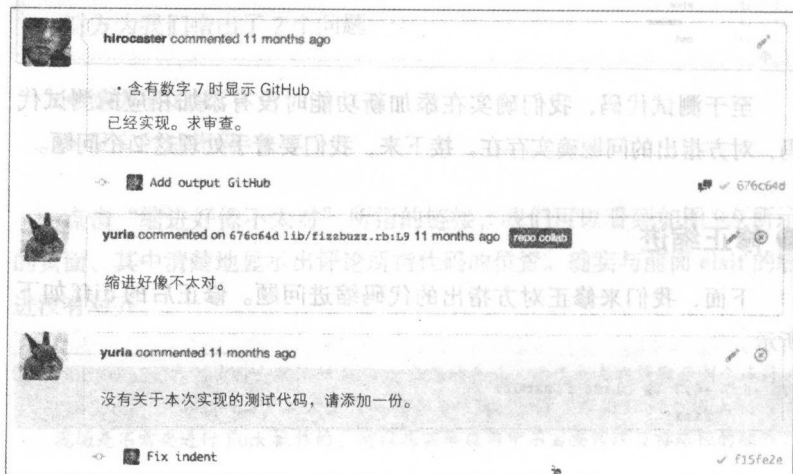 hirocaster commented 11 months ago
· 含有数字 7 时显示 GitHub
已经实现。求审查。
Add output GitHub 676c64d
yuria commented on 676c64d lib/fizzbuzz.rb:L9 11 months ago repo collab
缩进好像不太对。
yuria commented 11 months ago
没有关于本次实现的测试代码，请添加一份。
Fix indent f15fe2e